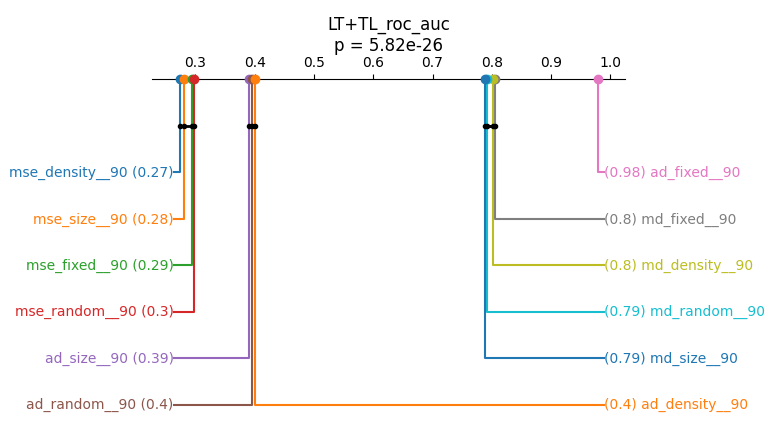 LT+TL_roc_auc
p = 5.82e-26
0.3 0.4 0.5 0.6 0.7 0.8 0.9 1.0
mse_density__90 (0.27) (0.98) ad_fixed__90
mse_size__90 (0.28) (0.8) md_fixed__90
mse_fixed__90 (0.29) (0.8) md_density__90
mse_random__90 (0.3) (0.79) md_random__90
ad_size__90 (0.39) (0.79) md_size__90
ad_random__90 (0.4) (0.4) ad_density__90